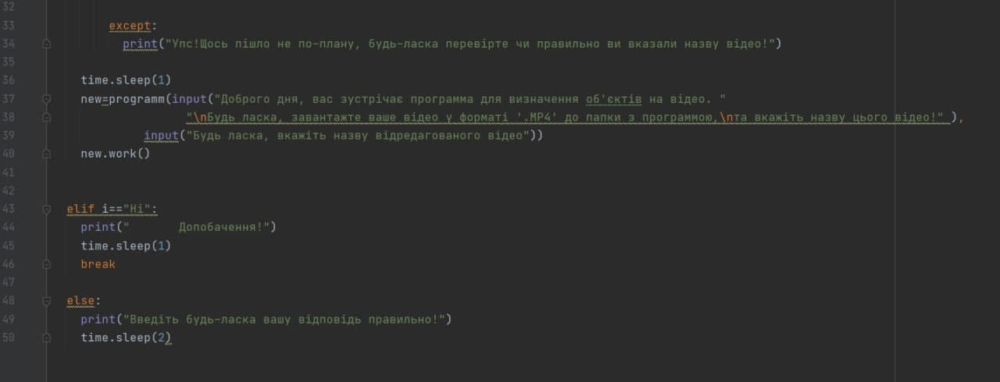 32
33 except:
34 print("Упс!Щось пішло не по-плану, будь-ласка перевірте чи правильно ви вказали назву відео!")
35
36 time.sleep(1)
37 new=programm(input("Доброго дня, вас зустрічає программа для визначення об'єктів на відео. "
38 "\nБудь ласка, завантажте ваше відео у форматі '.MP4' до папки з программою,\nта вкажіть назву цього відео!" ),
39 input("Будь ласка, вкажіть назву відредагованого відео"))
40 new.work()
41
42
43 elif i=="Ні":
44 print("       Допобачення!")
45 time.sleep(1)
46 break
47
48 else:
49 print("Введіть будь-ласка вашу відповідь правильно!")
50 time.sleep(2)